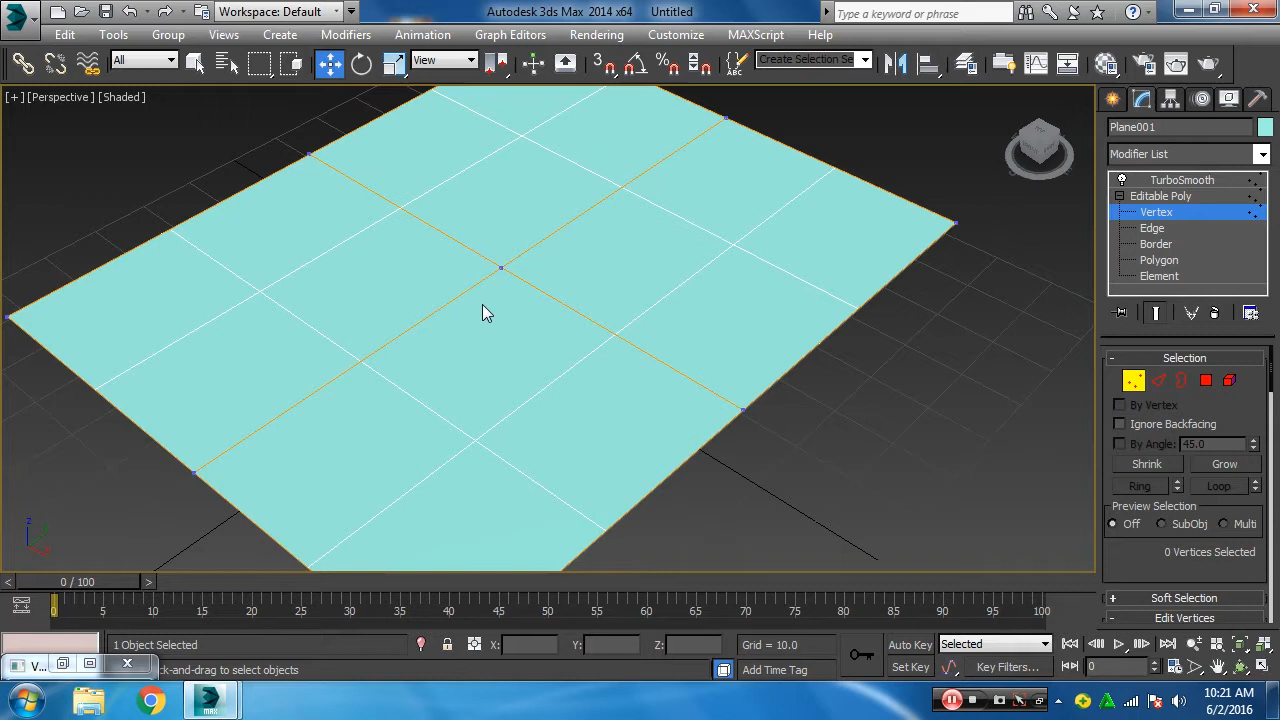 Workspace: Default
Autodesk 3ds Max 2014 x64    Untitled
Type a keyword or phrase
Edit Tools Group Views Create Modifiers Animation Graph Editors Rendering Customize MAXScript Help
All
View
3
Create Selection Se
[+] [Perspective] [Shaded]
Plane001
Modifier List
TurboSmooth
Editable Poly
Vertex
Edge
Border
Polygon
Element
- Selection
By Vertex
Ignore Backfacing
By Angle: 45.0
Shrink Grow
Ring Loop
Preview Selection
Off SubObj Multi
0 Vertices Selected
+ Soft Selection
- Edit Vertices
z
< 0 / 100 >
0 5 10 15 20 25 30 35 40 45 50 55 60 65 70 75 80 85 90 95 100
1 Object Selected X: Y: Z: Grid = 10.0 Auto Key Selected
V... k-and-drag to select objects Add Time Tag Set Key Key Filters... 0
MAX
10:21 AM
6/2/2016